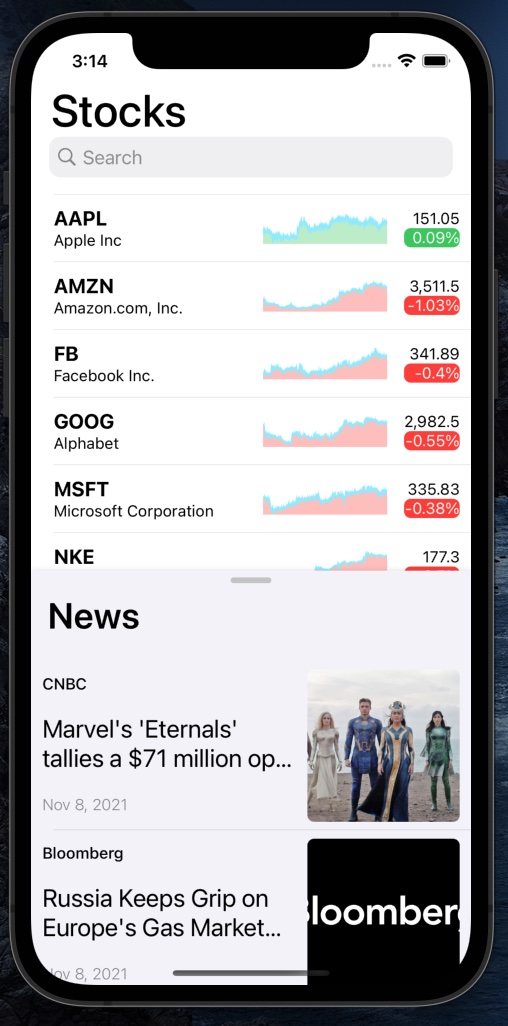 3:14
Stocks
Search
AAPL
Apple Inc
151.05
0.09%
AMZN
Amazon.com, Inc.
3,511.5
-1.03%
FB
Facebook Inc.
341.89
-0.4%
GOOG
Alphabet
2,982.5
-0.55%
MSFT
Microsoft Corporation
335.83
-0.38%
NKE
177.3
News
CNBC
Marvel's 'Eternals'
tallies a $71 million op...
Nov 8, 2021
Bloomberg
Russia Keeps Grip on
Europe's Gas Market...
Nov 8, 2021
Bloomberg